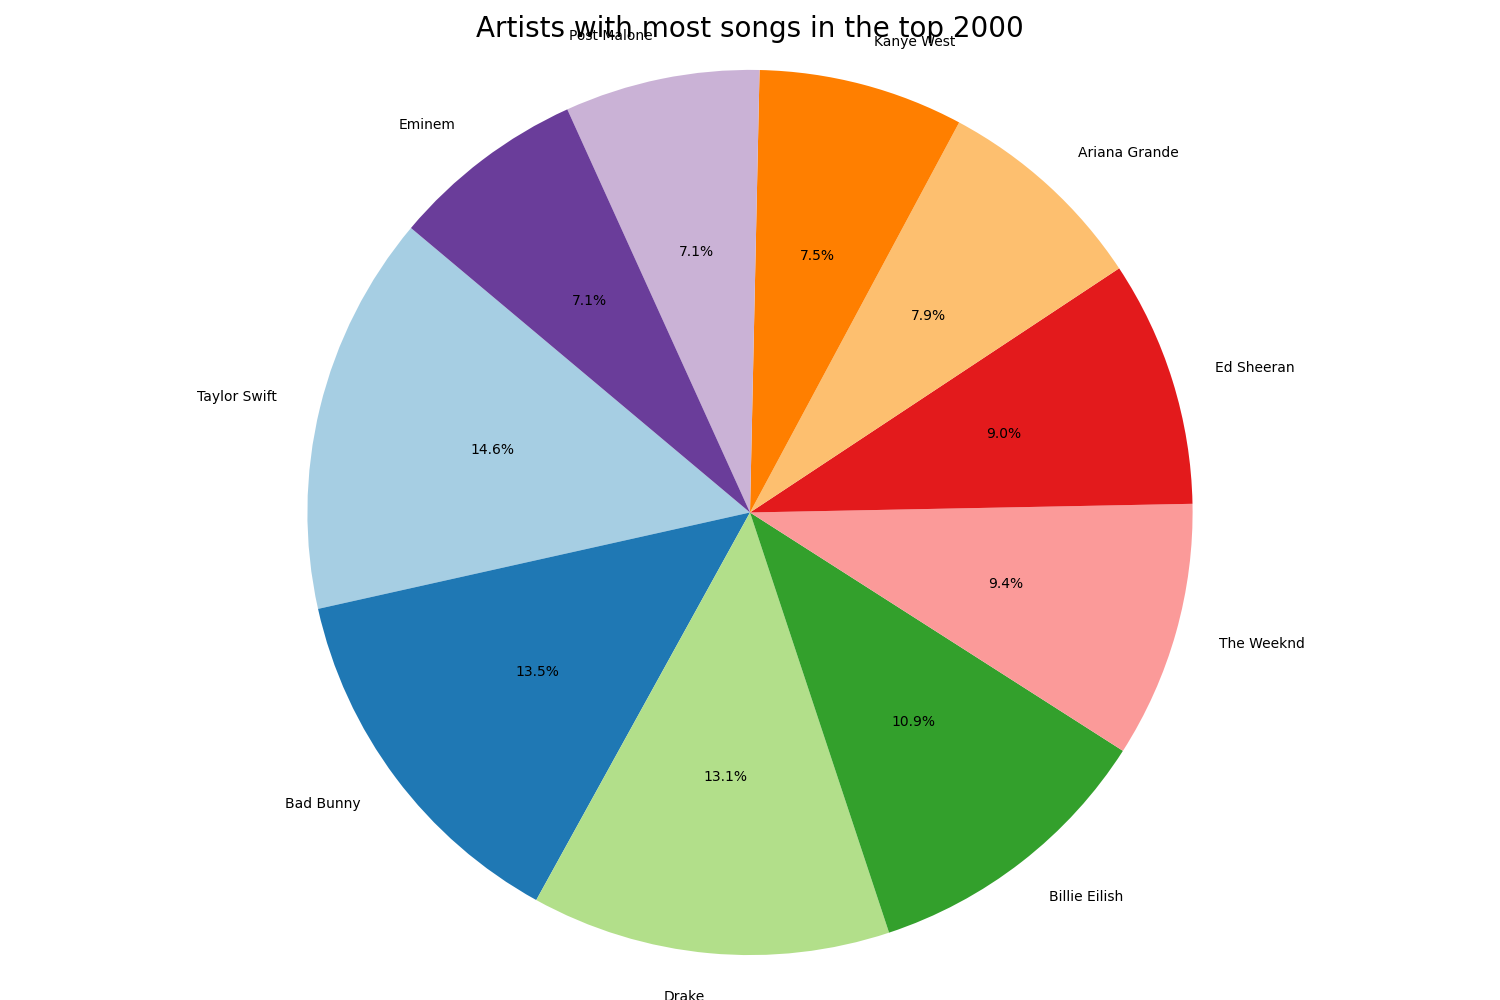 Artists with most songs in the top 2000
Post Malone
Kanye West
Eminem
Ariana Grande
7.1%
7.5%
7.1%
7.9%
Ed Sheeran
Taylor Swift
9.0%
14.6%
9.4%
The Weeknd
13.5%
10.9%
13.1%
Bad Bunny
Billie Eilish
Drake